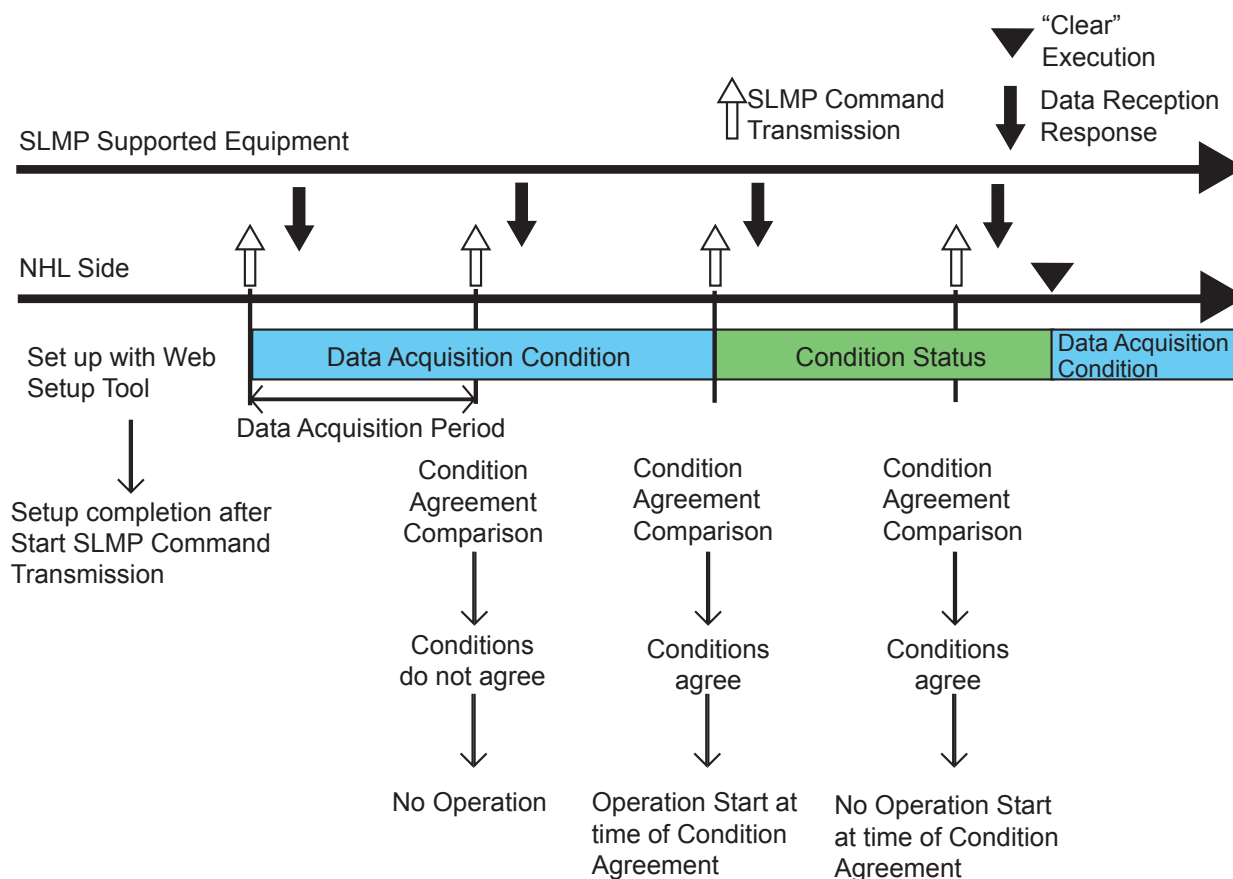 “Clear”
Execution
SLMP Command
Transmission
Data Reception
Response
SLMP Supported Equipment
NHL Side
Set up with Web
Setup Tool
Data Acquisition Condition
Condition Status
Data Acquisition
Condition
Data Acquisition Period
Setup completion after
Start SLMP Command
Transmission
Condition
Agreement
Comparison
Condition
Agreement
Comparison
Condition
Agreement
Comparison
Conditions
do not agree
Conditions
agree
Conditions
agree
No Operation
Operation Start at
time of Condition
Agreement
No Operation Start
at time of Condition
Agreement